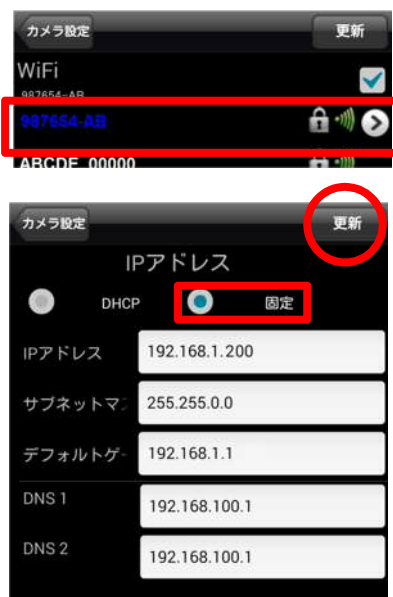 カメラ設定 更新
WiFi
987654-AB
987654-AB
ABCDE_00000
カメラ設定 更新
IPアドレス
DHCP 固定
IPアドレス 192.168.1.200
サブネットマ 255.255.0.0
デフォルトゲー 192.168.1.1
DNS 1 192.168.100.1
DNS 2 192.168.100.1